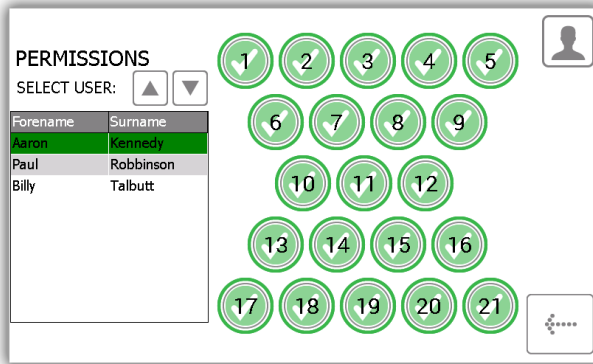 PERMISSIONS
SELECT USER:
Forename Surname
Aaron Kennedy
Paul Robbinson
Billy Talbutt
1 2 3 4 5
6 7 8 9
10 11 12
13 14 15 16
17 18 19 20 21